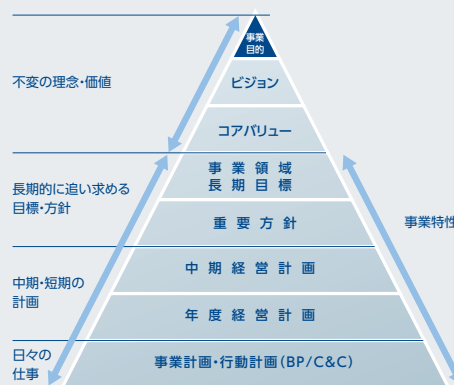 事業
目的
不変の理念・価値
ビジョン
コアバリュー
事業領域
長期目標
長期的に追い求める
目標・方針
重要方針
事業特性
中期・短期の
計画
中期経営計画
年度経営計画
日々の
仕事
事業計画・行動計画(BP/C&C)